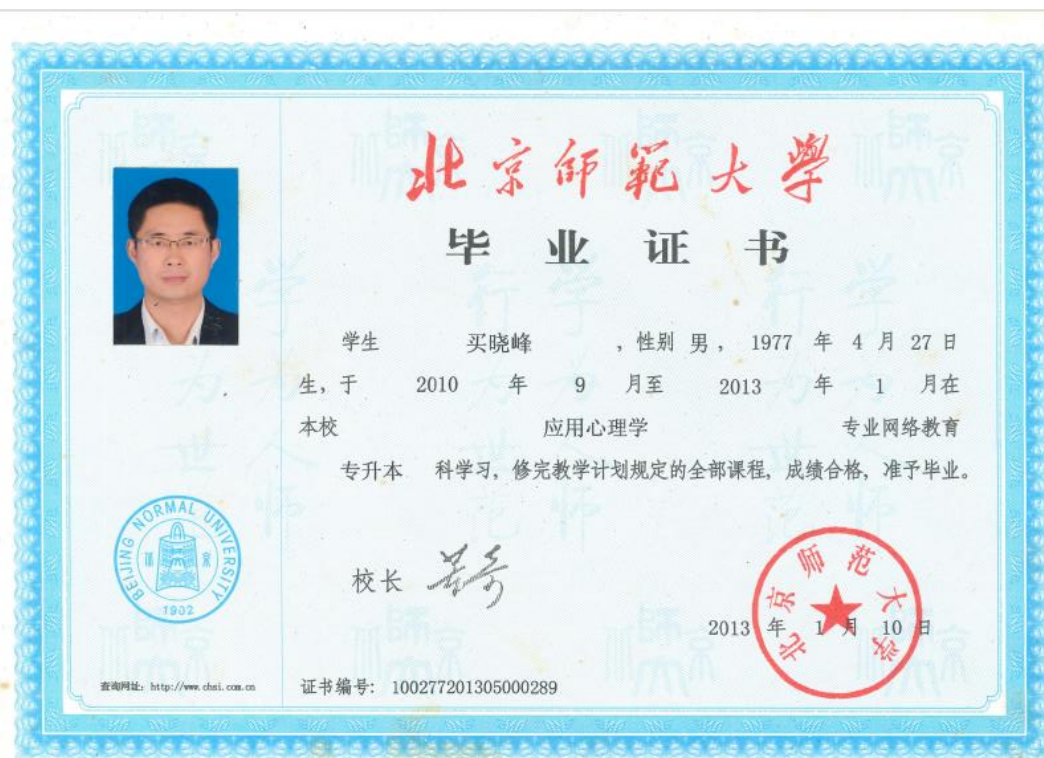 北京师範大學
毕业证书
学生 买晓峰 ，性别 男， 1977 年 4 月 27 日
生，于 2010 年 9 月至 2013 年 1 月在
本校 应用心理学 专业网络教育
专升本 科学习，修完教学计划规定的全部课程，成绩合格，准予毕业。
BEIJING NORMAL UNIVERSITY
1902
校长
北京师范大学
2013 年 1 月 10 日
查询网址：http://www.chsi.com.cn
证书编号：100277201305000289